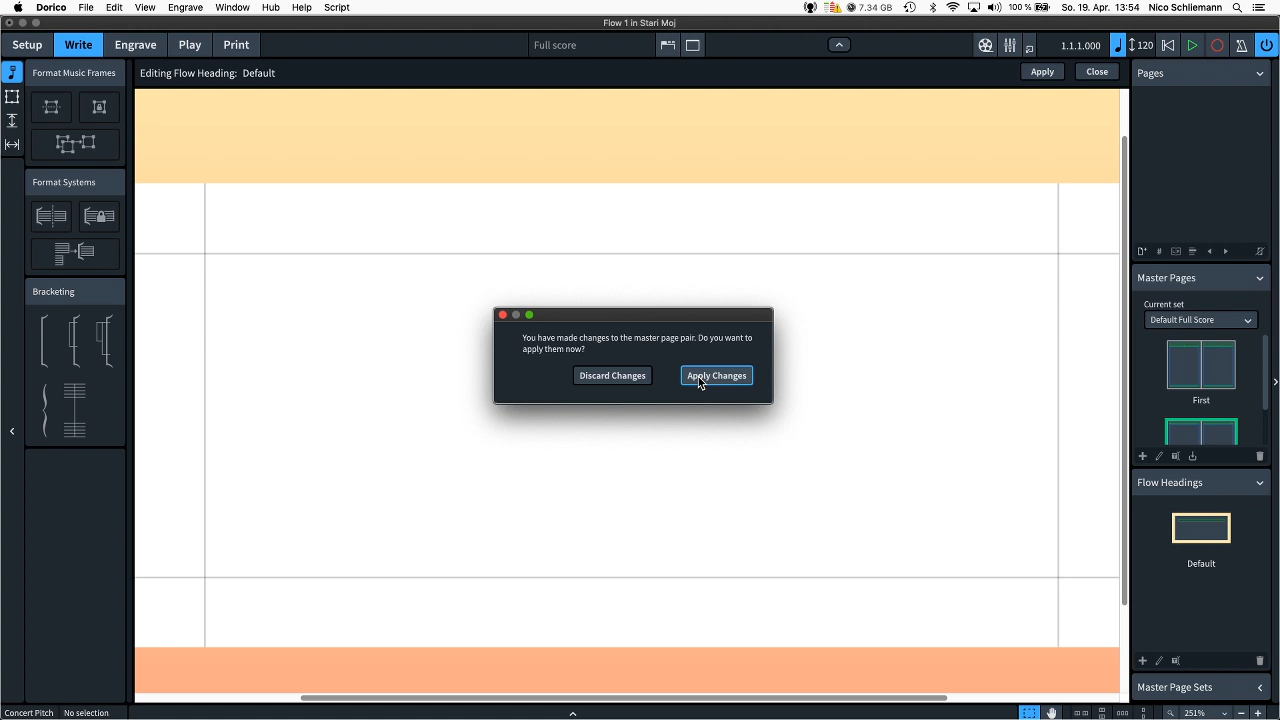 Dorico File Edit View Engrave Window Hub Help Script 7.34 GB 100 % So. 19. Apr. 13:54 Nico Schliemann
Flow 1 in Stari Moj
Setup Write Engrave Play Print Full score 1.1.1.000 120
Format Music Frames
Editing Flow Heading: Default
Apply
Close
Pages
Format Systems
Bracketing
You have made changes to the master page pair. Do you want to
apply them now?
Discard Changes
Apply Changes
Master Pages
Current set
Default Full Score
First
Flow Headings
Default
Master Page Sets
Concert Pitch No selection
251%